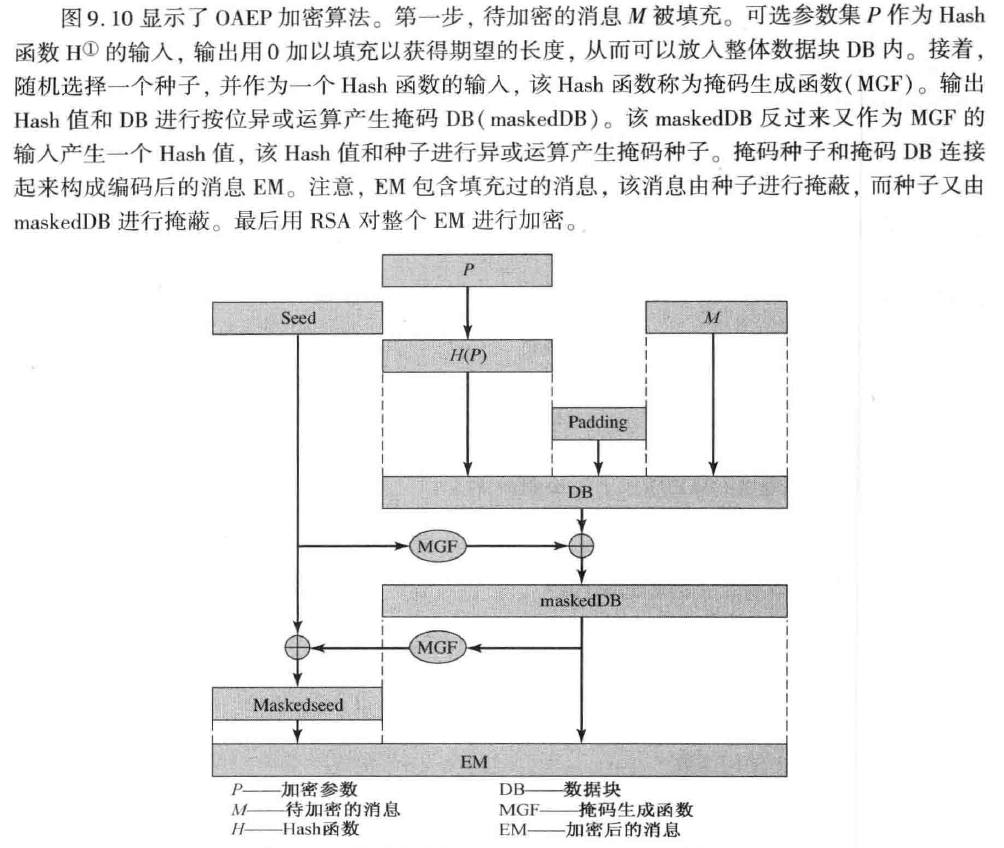 图 9.10 显示了 OAEP 加密算法。第一步，待加密的消息 M 被填充。可选参数集 P 作为 Hash
函数 H① 的输入，输出用 0 加以填充以获得期望的长度，从而可以放入整体数据块 DB 内。接着，
随机选择一个种子，并作为一个 Hash 函数的输入，该 Hash 函数称为掩码生成函数(MGF)。输出
Hash 值和 DB 进行按位异或运算产生掩码 DB(maskedDB)。该 maskedDB 反过来又作为 MGF 的
输入产生一个 Hash 值，该 Hash 值和种子进行异或运算产生掩码种子。掩码种子和掩码 DB 连接
起来构成编码后的消息 EM。注意，EM 包含填充过的消息，该消息由种子进行掩蔽，而种子又由
maskedDB 进行掩蔽。最后用 RSA 对整个 EM 进行加密。
P
Seed
M
H(P)
Padding
DB
MGF
maskedDB
MGF
Maskedseed
EM
P——加密参数
DB——数据块
M——待加密的消息
MGF——掩码生成函数
H——Hash函数
EM——加密后的消息